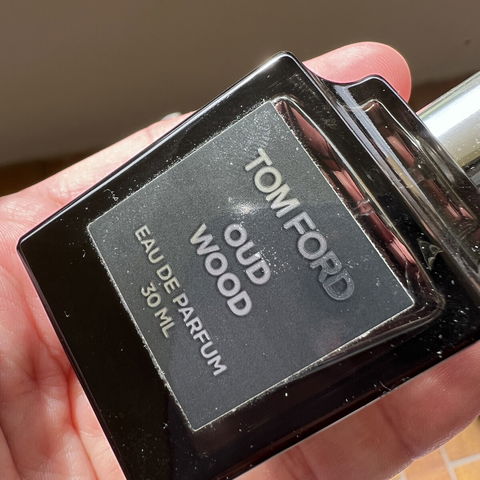 TOM FORD
OUD
WOOD
EAU DE PARFUM
30 ML